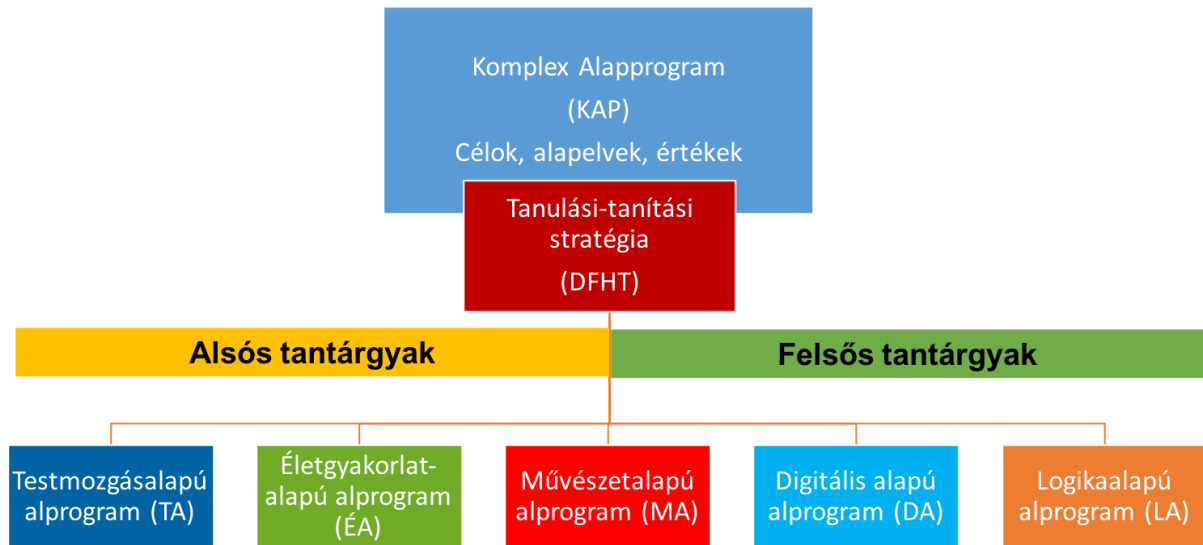 Komplex Alapprogram
(KAP)
Célok, alapelvek, értékek
Tanulási-tanítási
stratégia
(DFHT)
Alsós tantárgyak
Felsős tantárgyak
Testmozgásalapú
alprogram (TA)
Életgyakorlat-
alapú alprogram
(ÉA)
Művészetalapú
alprogram (MA)
Digitális alapú
alprogram (DA)
Logikaalapú
alprogram (LA)